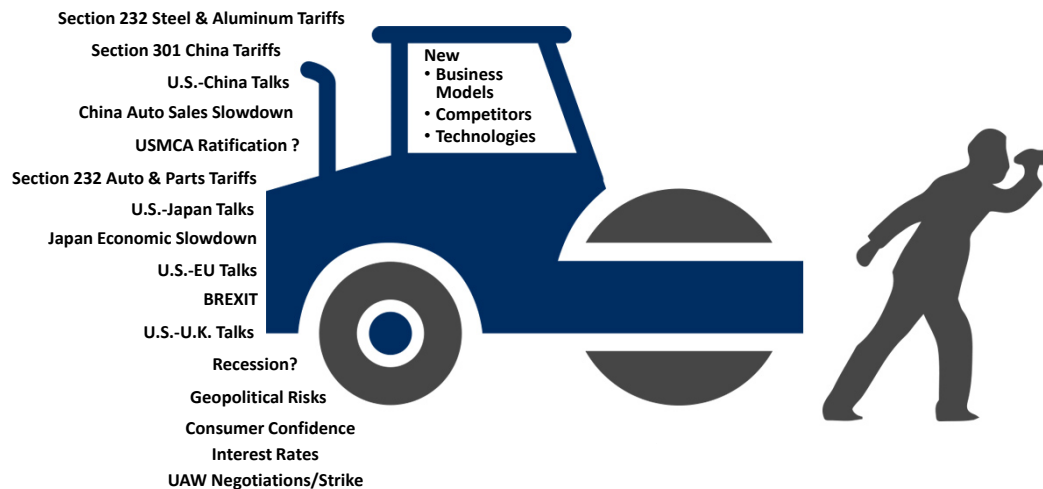 Section 232 Steel & Aluminum Tariffs
Section 301 China Tariffs
U.S.-China Talks
China Auto Sales Slowdown
USMCA Ratification ?
Section 232 Auto & Parts Tariffs
U.S.-Japan Talks
Japan Economic Slowdown
U.S.-EU Talks
BREXIT
U.S.-U.K. Talks
Recession?
Geopolitical Risks
Consumer Confidence
Interest Rates
UAW Negotiations/Strike
New
• Business
Models
• Competitors
• Technologies